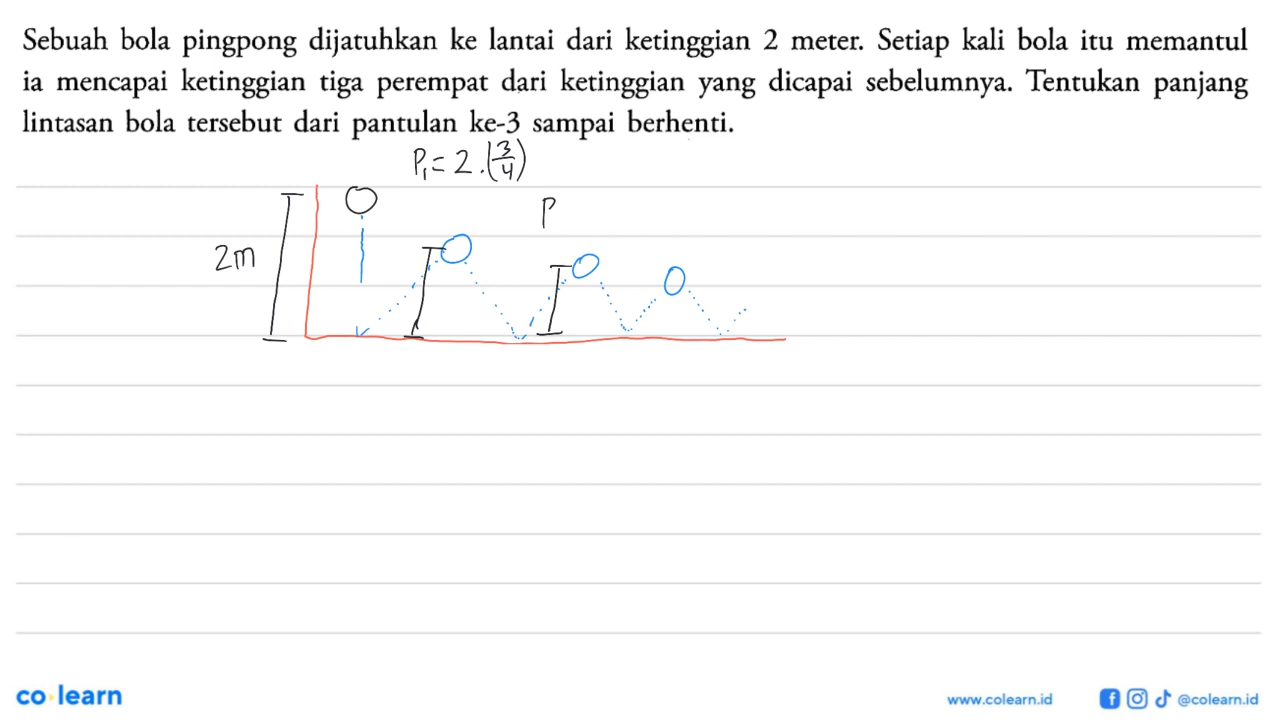 Sebuah bola pingpong dijatuhkan ke lantai dari ketinggian 2 meter. Setiap kali bola itu memantul
ia mencapai ketinggian tiga perempat dari ketinggian yang dicapai sebelumnya. Tentukan panjang
lintasan bola tersebut dari pantulan ke-3 sampai berhenti.
P₁ = 2 . (3/4)
P
2m
co learn
www.colearn.id @colearn.id